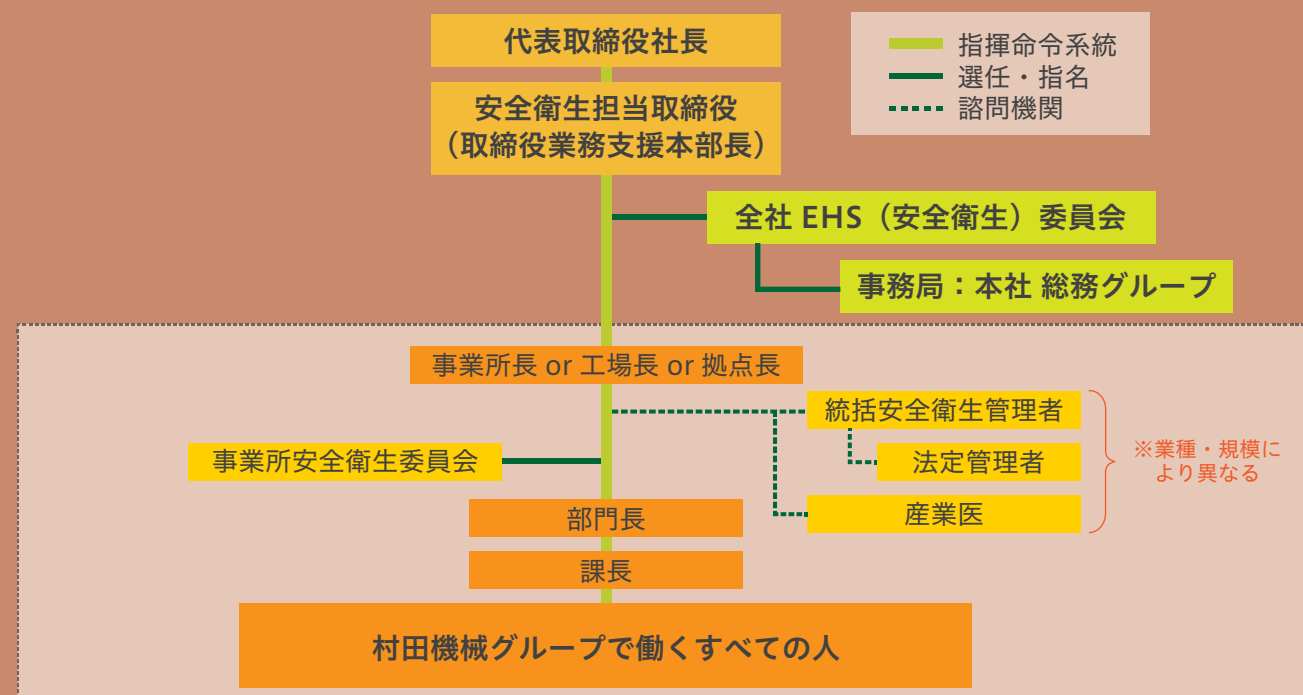 代表取締役社長
安全衛生担当取締役
（取締役業務支援本部長）
指揮命令系統
選任・指名
諮問機関
全社 EHS（安全衛生）委員会
事務局：本社 総務グループ
事業所長 or 工場長 or 拠点長
統括安全衛生管理者
事業所安全衛生委員会
法定管理者
※業種・規模に
より異なる
産業医
部門長
課長
村田機械グループで働くすべての人